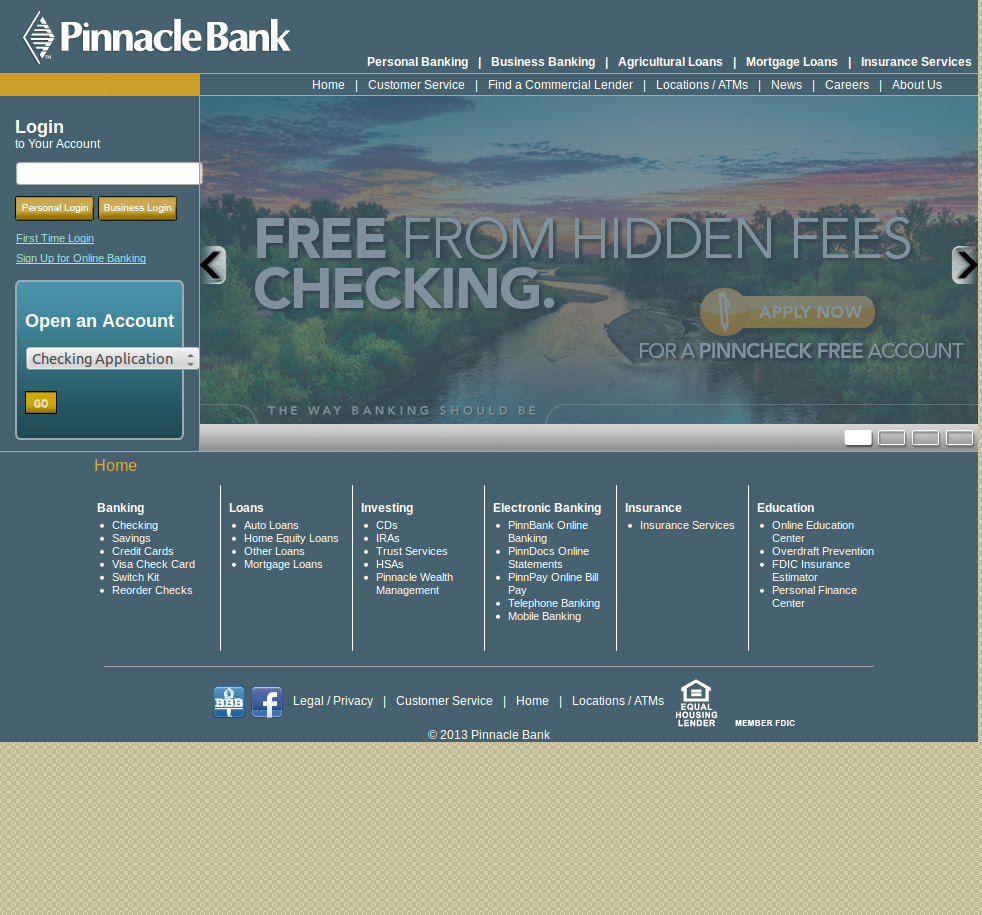 Pinnacle Bank
SM
Personal Banking | Business Banking | Agricultural Loans | Mortgage Loans | Insurance Services
Home | Customer Service | Find a Commercial Lender | Locations / ATMs | News | Careers | About Us
Login
to Your Account
Personal Login Business Login
First Time Login
Sign Up for Online Banking
Open an Account
Checking Application
GO
FREE FROM HIDDEN FEES
CHECKING.
APPLY NOW
FOR A PINNCHECK FREE ACCOUNT
THE WAY BANKING SHOULD BE
Home
Banking
Checking
Savings
Credit Cards
Visa Check Card
Switch Kit
Reorder Checks
Loans
Auto Loans
Home Equity Loans
Other Loans
Mortgage Loans
Investing
CDs
IRAs
Trust Services
HSAs
Pinnacle Wealth
Management
Electronic Banking
PinnBank Online
Banking
PinnDocs Online
Statements
PinnPay Online Bill
Pay
Telephone Banking
Mobile Banking
Insurance
Insurance Services
Education
Online Education
Center
Overdraft Prevention
FDIC Insurance
Estimator
Personal Finance
Center
BBB f Legal / Privacy | Customer Service | Home | Locations / ATMs
EQUAL
HOUSING
LENDER
MEMBER FDIC
© 2013 Pinnacle Bank